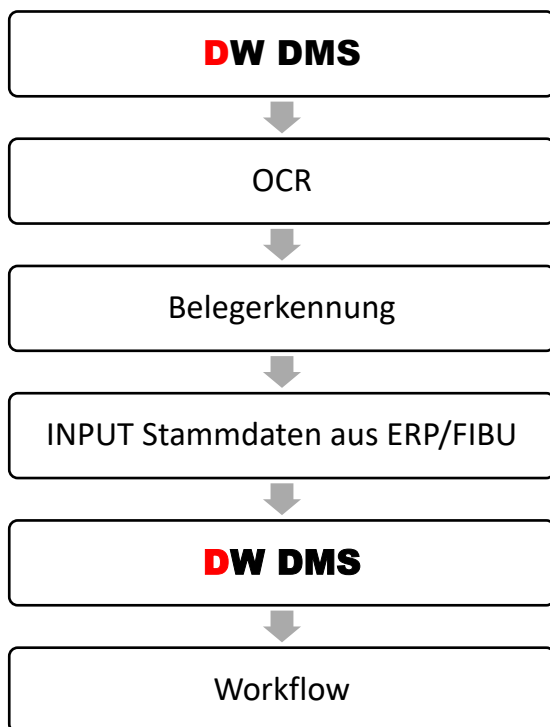 DW DMS
OCR
Belegerkennung
INPUT Stammdaten aus ERP/FIBU
DW DMS
Workflow